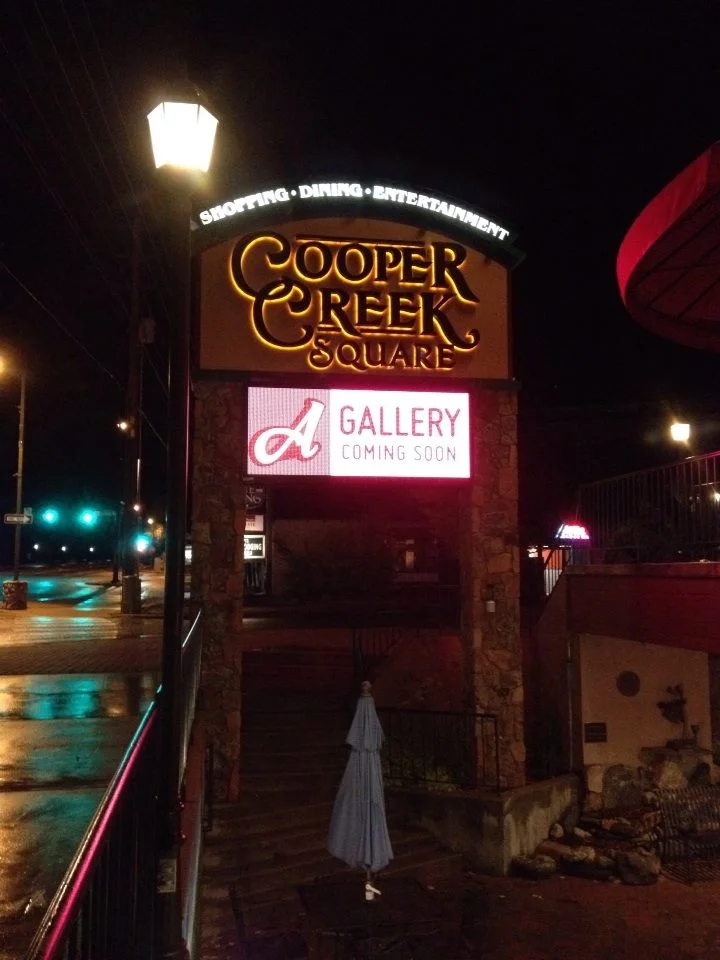 SHOPPING · DINING · ENTERTAINMENT
COOPER
CREEK
SQUARE
A GALLERY
COMING SOON